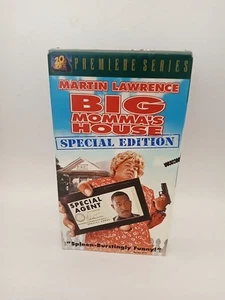 PREMIERE SERIES
MARTIN LAWRENCE
BIG
MOMMA'S
HOUSE
SPECIAL EDITION
SPECIAL
AGENT
"Spleen-Burstingly Funny!"